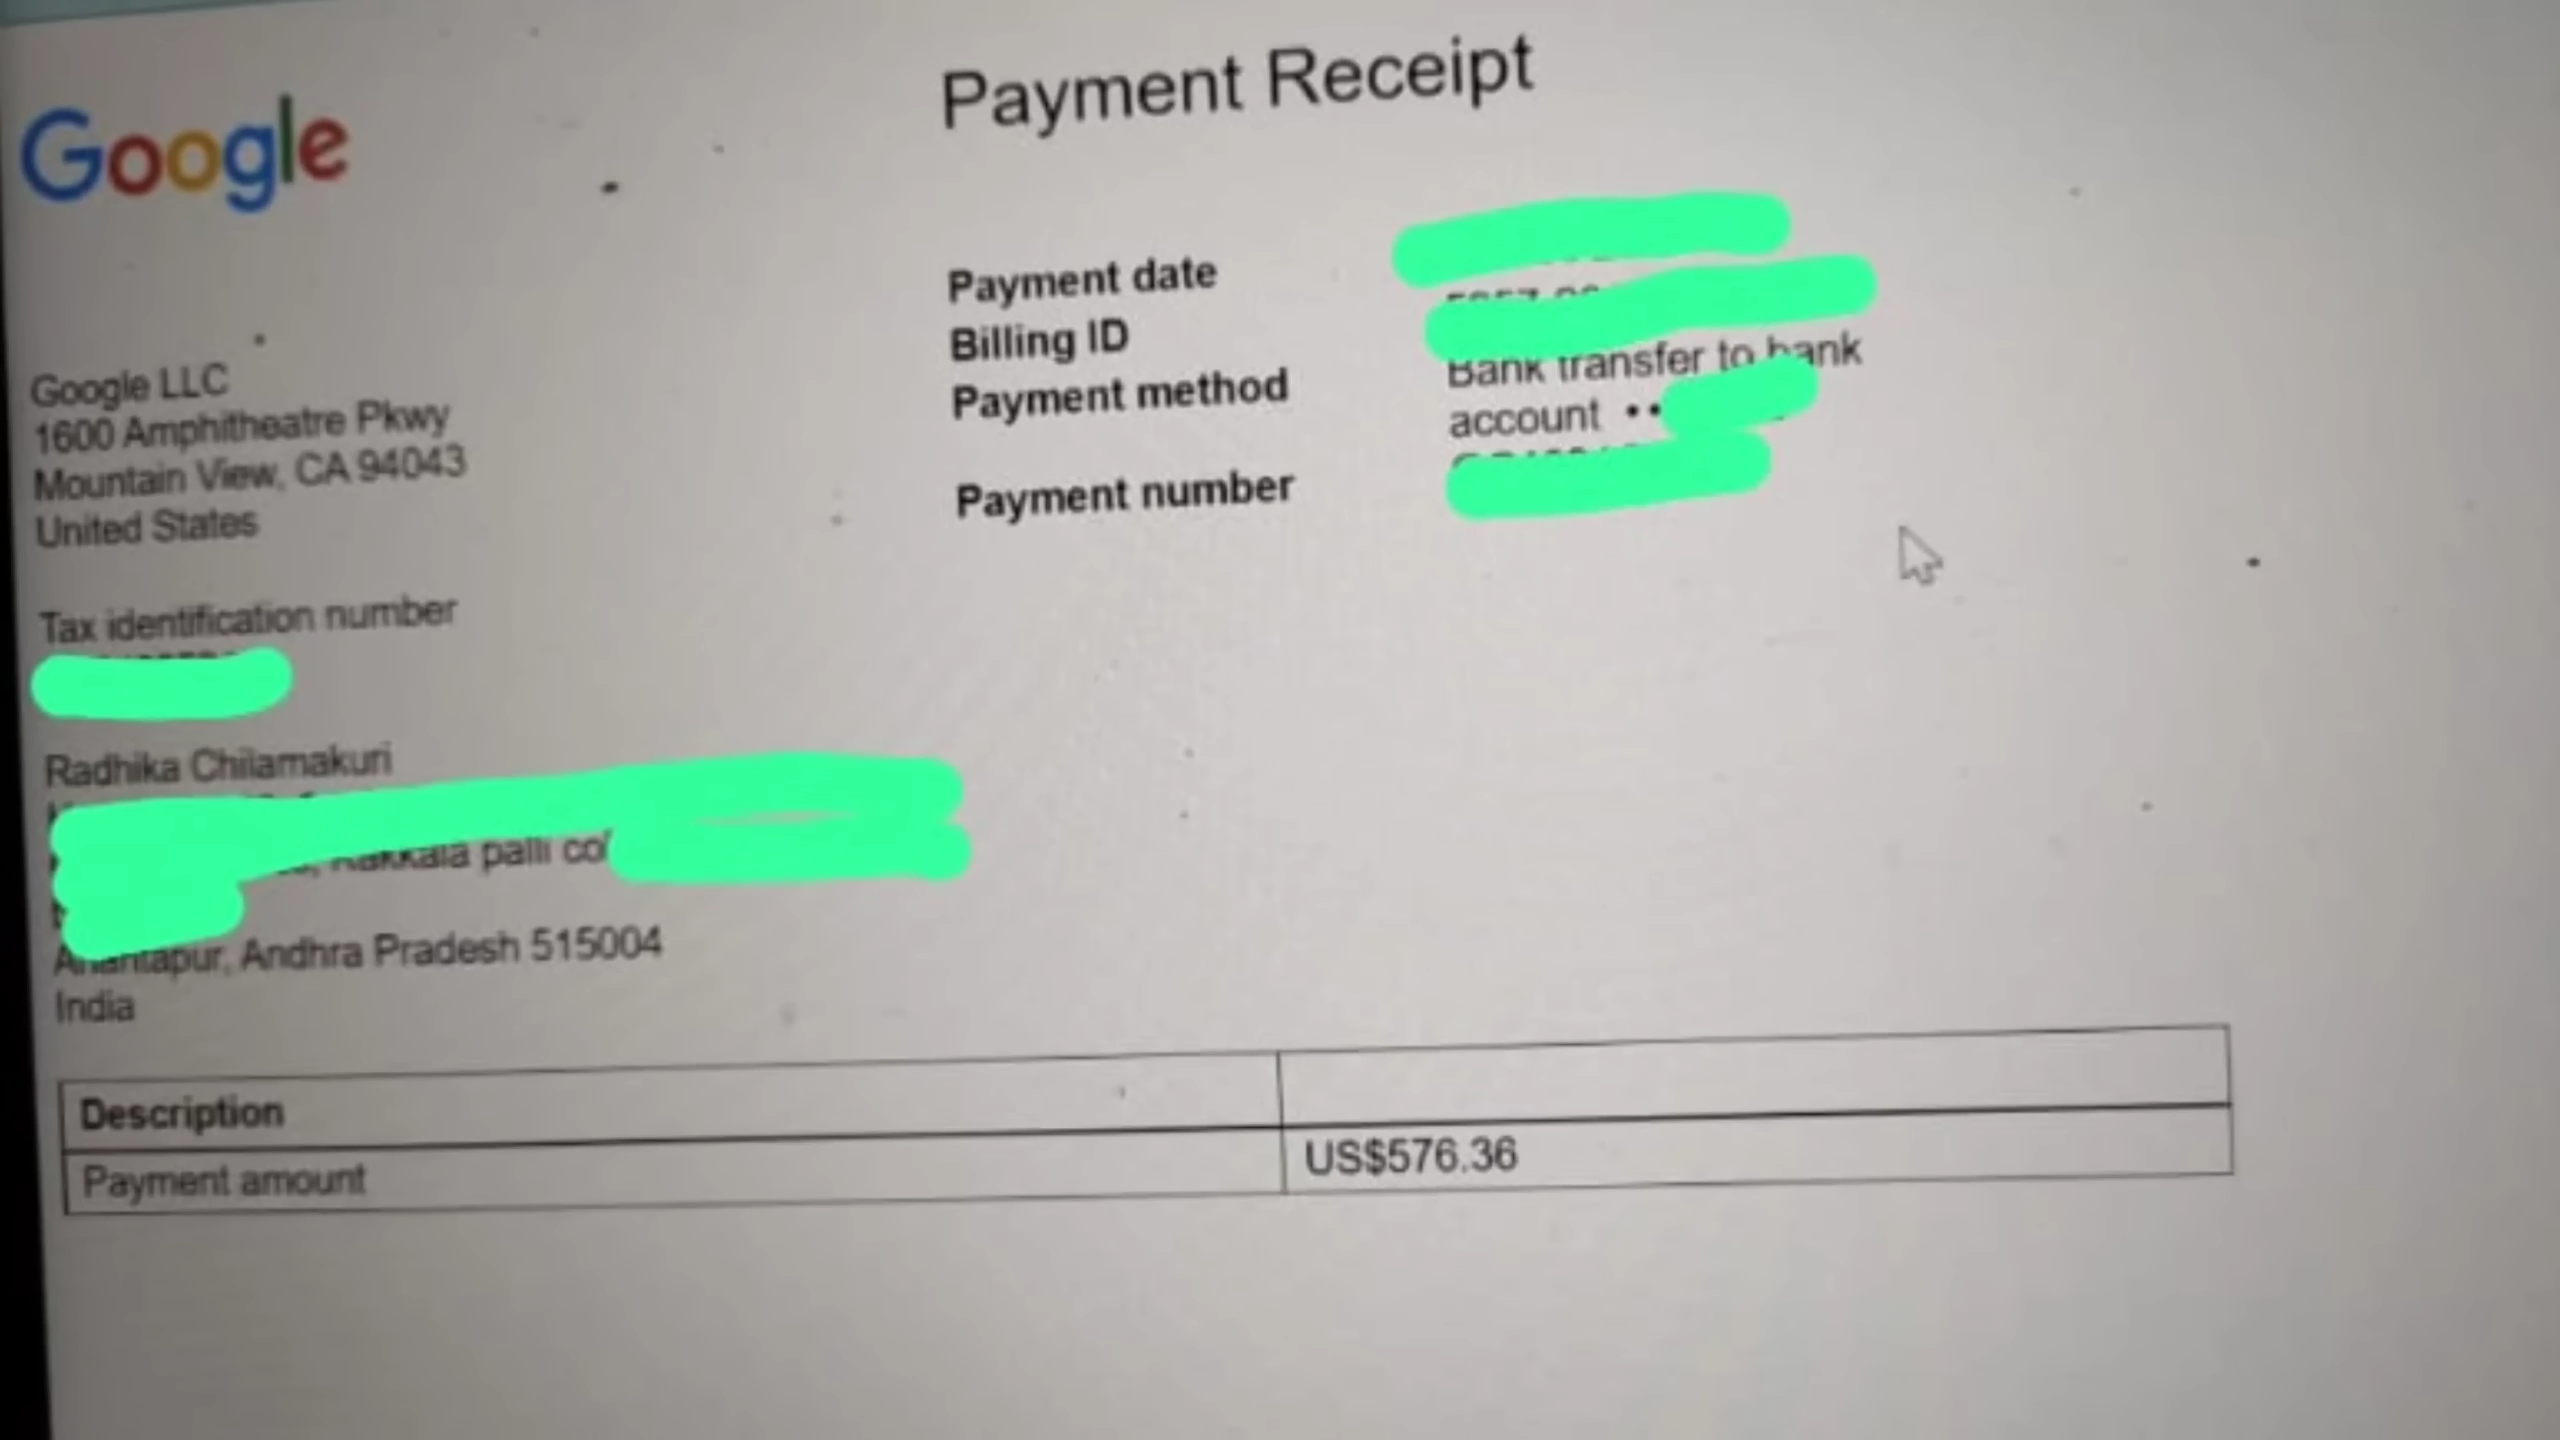 Google
Payment Receipt
Payment date
Billing ID
Payment method
Bank transfer to bank
account ••
Payment number
Google LLC
1600 Amphitheatre Pkwy
Mountain View, CA 94043
United States
Tax identification number
Radhika Chilamakuri
palli
Anantapur, Andhra Pradesh 515004
India
Description
Payment amount US$576.36